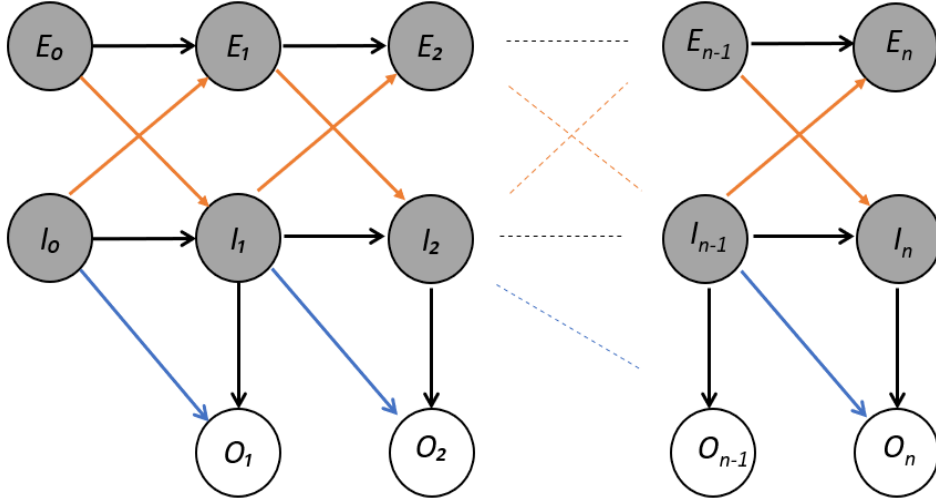 E₀ E₁ E₂ Eₙ₋₁ Eₙ
I₀ I₁ I₂ Iₙ₋₁ Iₙ
O₁ O₂ Oₙ₋₁ Oₙ